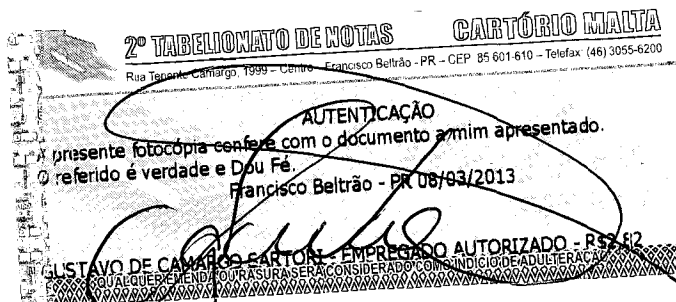 2º TABELIONATO DE NOTAS CARTÓRIO MALTA
Rua Tenente Camargo, 1999 – Centro - Francisco Beltrão - PR – CEP 85 601-610 – Telefax (46) 3055-6200
AUTENTICAÇÃO
A presente fotocópia confere com o documento a mim apresentado.
O referido é verdade e Dou Fé.
Francisco Beltrão - PR 08/03/2013
GUSTAVO DE CAMARGO SARTORI - EMPREGADO AUTORIZADO - R$2,82
QUALQUER EMENDA OU RASURA SERÁ CONSIDERADO COMO INDÍCIO DE ADULTERAÇÃO